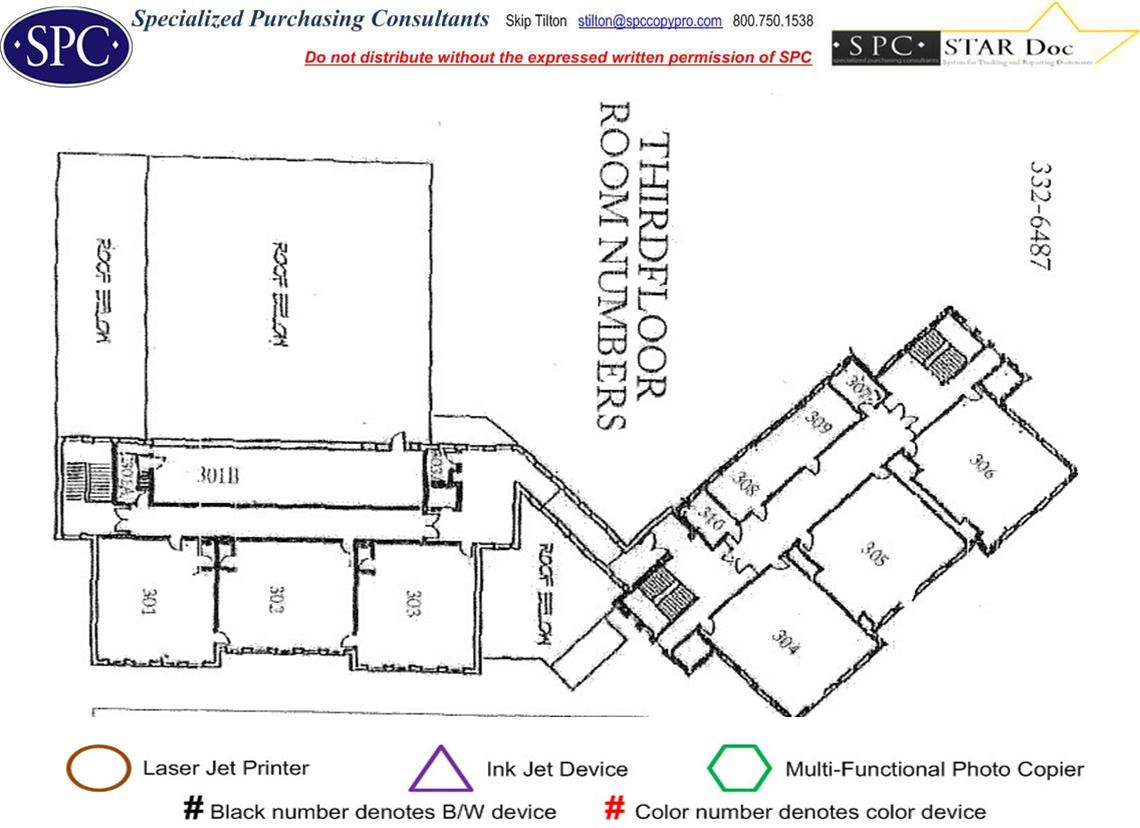 SPC
Specialized Purchasing Consultants Skip Tilton stilton@spccopypro.com 800.750.1538
Do not distribute without the expressed written permission of SPC
· S P C ·
specialized purchasing consultants
STAR Doc
System for Tracking and Reporting Documents
THIRDFLOOR
ROOM NUMBERS
332-6487
ROOF BELOW
ROOF BELOW
ROOF BELOW
301B
301
302
303
307
309
308
310
306
305
304
Laser Jet Printer
Ink Jet Device
Multi-Functional Photo Copier
# Black number denotes B/W device
# Color number denotes color device